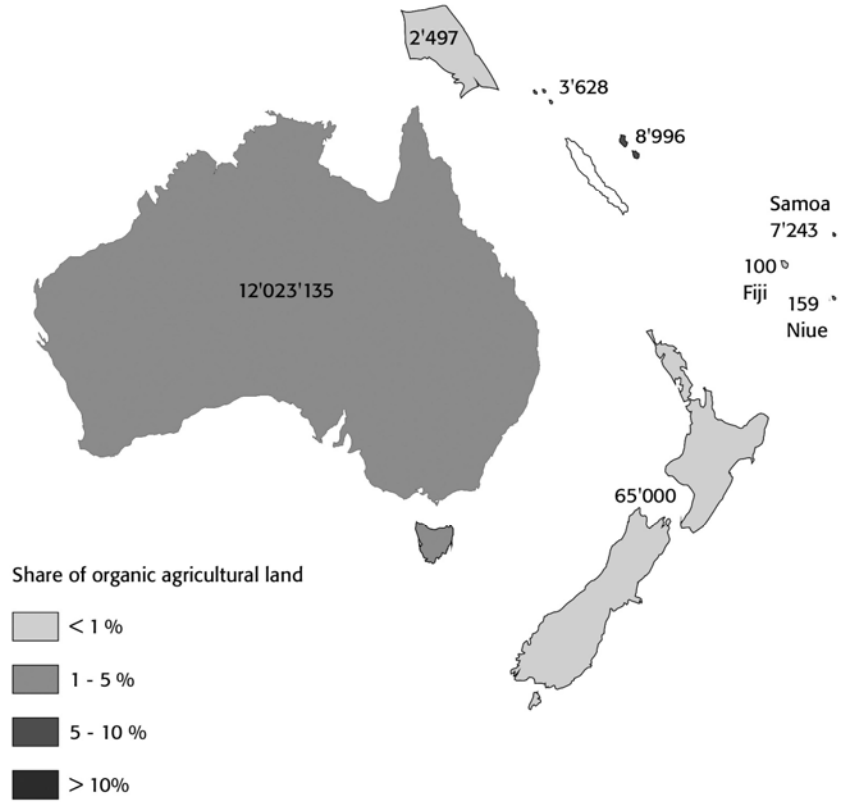 2'497
3'628
8'996
Samoa
7'243
100
Fiji
159
Niue
12'023'135
65'000
Share of organic agricultural land
< 1 %
1 - 5 %
5 - 10 %
> 10%